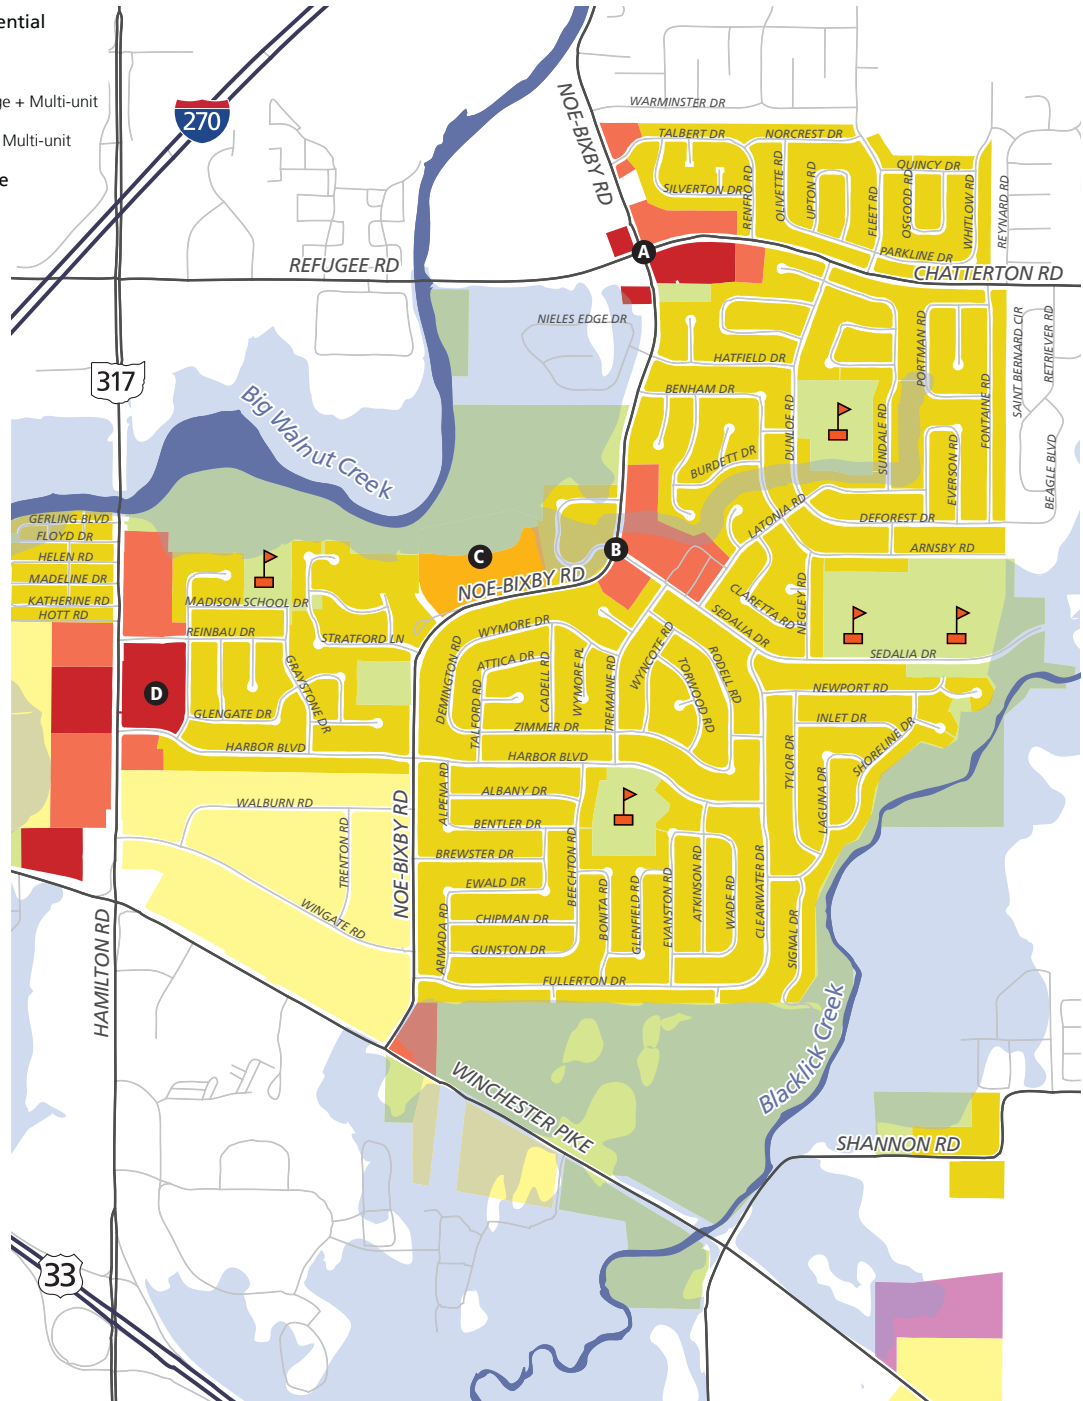 ential
ge + Multi-unit
Multi-unit
e
270
NOE-BIXBY RD
WARMINSTER DR
TALBERT DR
NORCREST DR
QUINCY DR
SILVERTON DR
RENFRO RD
OLIVETTE RD
UPTON RD
FLEET RD
OSGOOD RD
WHITLOW RD
REYNARD RD
PARKLINE DR
A
REFUGEE RD
CHATTERTON RD
NIELES EDGE DR
HATFIELD DR
PORTMAN RD
SAINT BERNARD CIR
RETRIEVER RD
317
BENHAM DR
DUNLOE RD
SUNDALE RD
FONTAINE RD
Big Walnut Creek
BURDETT DR
EVERSON RD
BEAGLE BLVD
LATONIA RD
DEFOREST DR
ARNSBY RD
GERLING BLVD
FLOYD DR
HELEN RD
MADELINE DR
KATHERINE RD
HOTT RD
B
C
NOE-BIXBY RD
MADISON SCHOOL DR
CLARETTA RD
NEGLEY RD
SEDALIA DR
SEDALIA DR
REINBAU DR
STRATFORD LN
WYMORE DR
ATTICA DR
DEMINGTON RD
TALFORD RD
CADELL RD
WYMORE PL
TREMAINE RD
WYNCOTE RD
TORWOOD RD
RODELL RD
D
GRAYSTONE DR
GLENGATE DR
HARBOR BLVD
ZIMMER DR
HARBOR BLVD
NEWPORT RD
INLET DR
SHORELINE DR
TYLOR DR
LAGUNA DR
WALBURN RD
TRENTON RD
WINGATE RD
NOE-BIXBY RD
ALPENA RD
ALBANY DR
BENTLER DR
BREWSTER DR
EWALD DR
CHIPMAN DR
GUNSTON DR
ARMADA RD
BEECHTON RD
BONITA RD
GLENFIELD RD
EVANSTON RD
ATKINSON RD
WADE RD
CLEARWATER DR
SIGNAL DR
FULLERTON DR
HAMILTON RD
Blacklick Creek
WINCHESTER PIKE
SHANNON RD
33